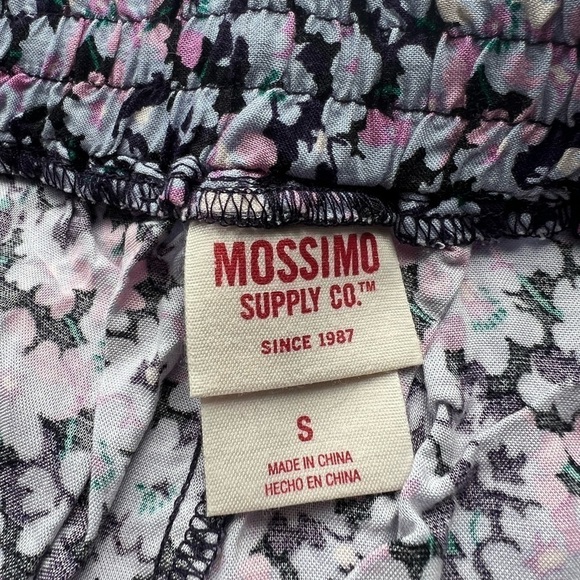 MOSSIMO
SUPPLY CO.™
SINCE 1987
S
MADE IN CHINA
HECHO EN CHINA